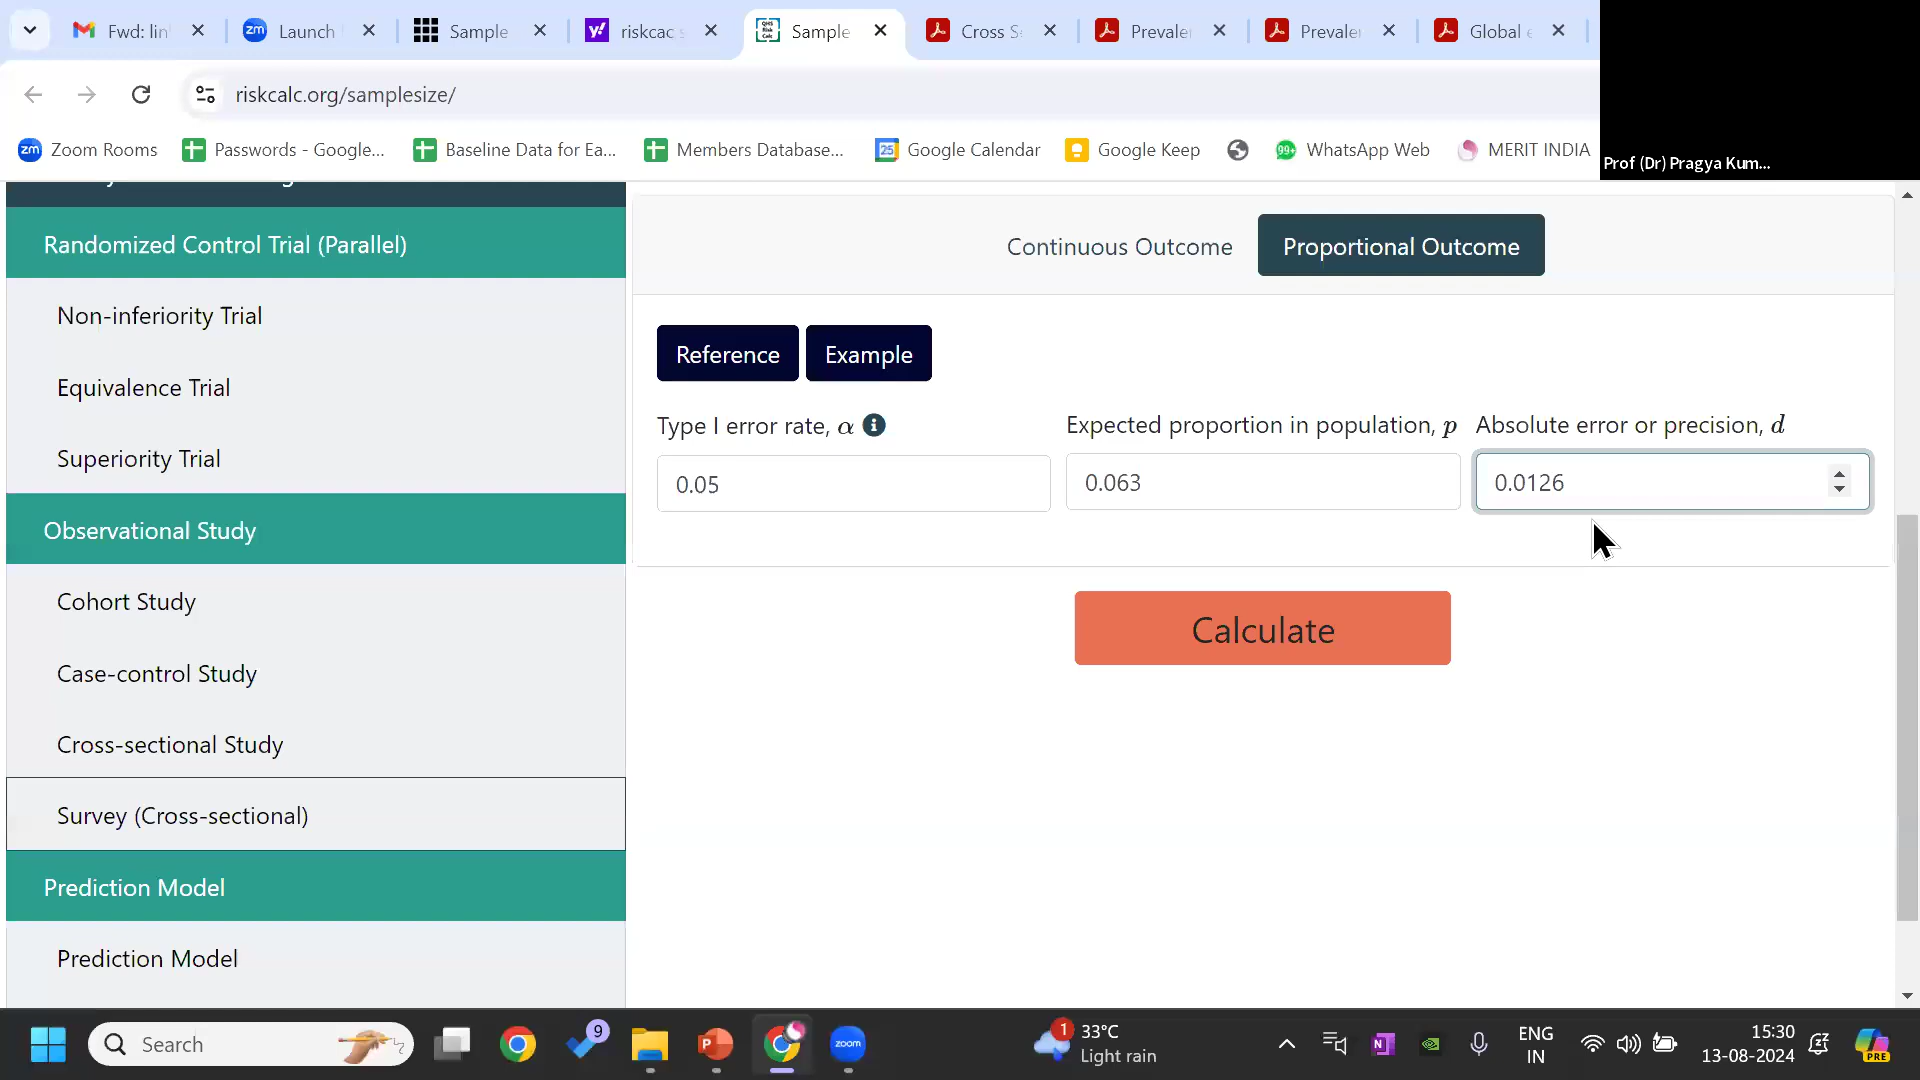 Fwd: lin
Launch
Sample
riskcac s
Sample
Cross S
Prevale
Prevale
Global e
riskcalc.org/samplesize/
Zoom Rooms
Passwords - Google...
Baseline Data for Ea...
Members Database...
Google Calendar
Google Keep
WhatsApp Web
MERIT INDIA
Prof (Dr) Pragya Kum...
Randomized Control Trial (Parallel)
Non-inferiority Trial
Equivalence Trial
Superiority Trial
Observational Study
Cohort Study
Case-control Study
Cross-sectional Study
Survey (Cross-sectional)
Prediction Model
Prediction Model
Continuous Outcome
Proportional Outcome
Reference
Example
Type I error rate, α
Expected proportion in population, p
Absolute error or precision, d
0.05
0.063
0.0126
Calculate
Search
9
zoom
1
33°C
Light rain
ENG
IN
15:30
13-08-2024
PRE